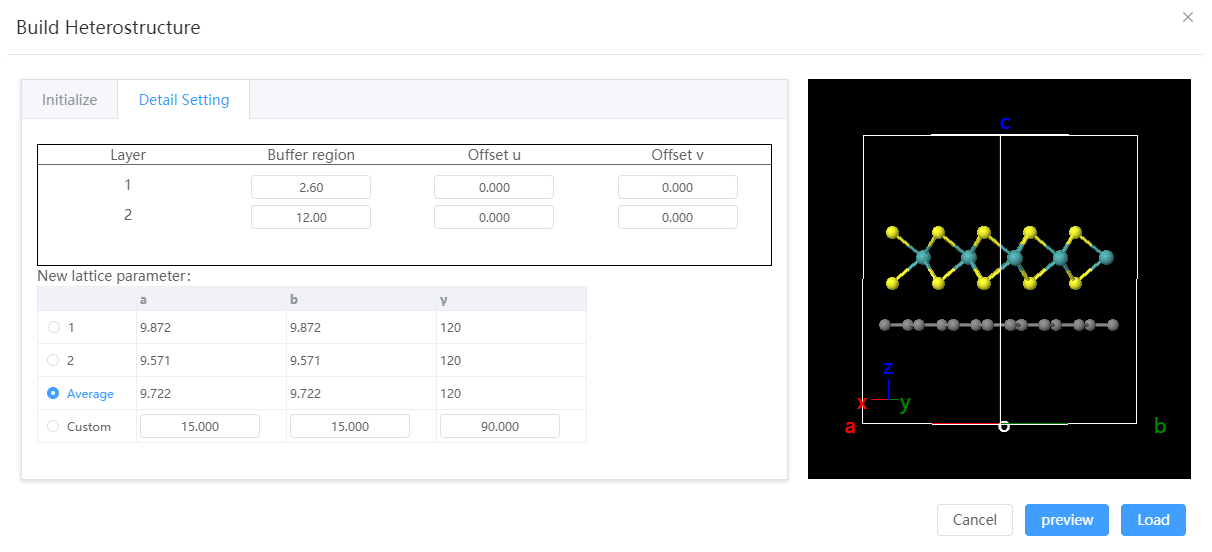 Build Heterostructure
Initialize Detail Setting
Layer Buffer region Offset u Offset v
1 2.60 0.000 0.000
2 12.00 0.000 0.000
New lattice parameter:
a b y
1 9.872 9.872 120
2 9.571 9.571 120
Average 9.722 9.722 120
Custom 15.000 15.000 90.000
c
z
x y
a o b
Cancel preview Load